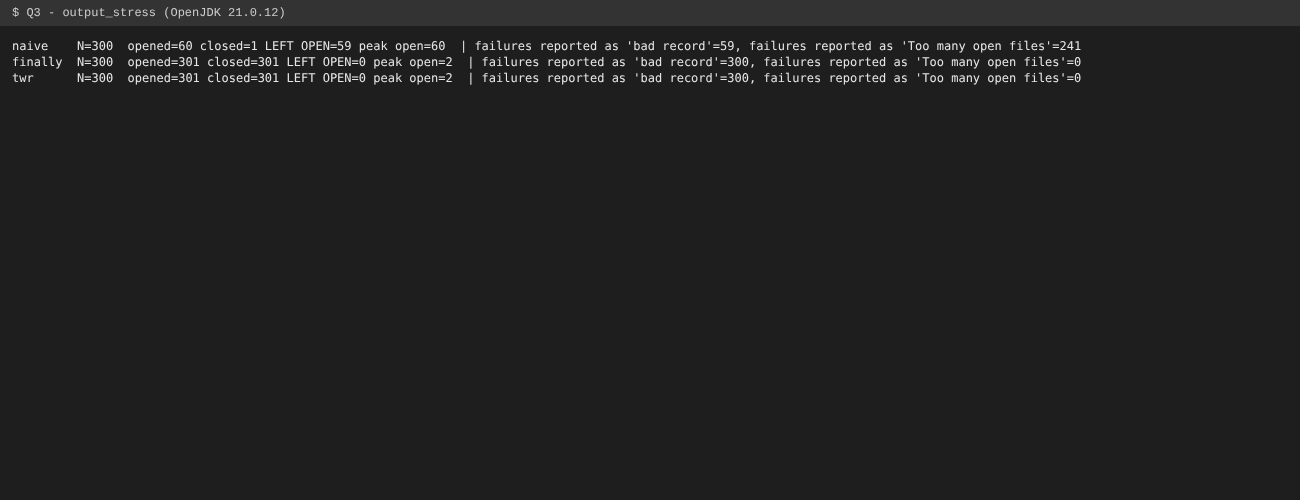 $ Q3 - output_stress (OpenJDK 21.0.12)
naive    N=300  opened=60 closed=1 LEFT OPEN=59 peak open=60  | failures reported as 'bad record'=59, failures reported as 'Too many open files'=241
finally  N=300  opened=301 closed=301 LEFT OPEN=0 peak open=2  | failures reported as 'bad record'=300, failures reported as 'Too many open files'=0
twr      N=300  opened=301 closed=301 LEFT OPEN=0 peak open=2  | failures reported as 'bad record'=300, failures reported as 'Too many open files'=0